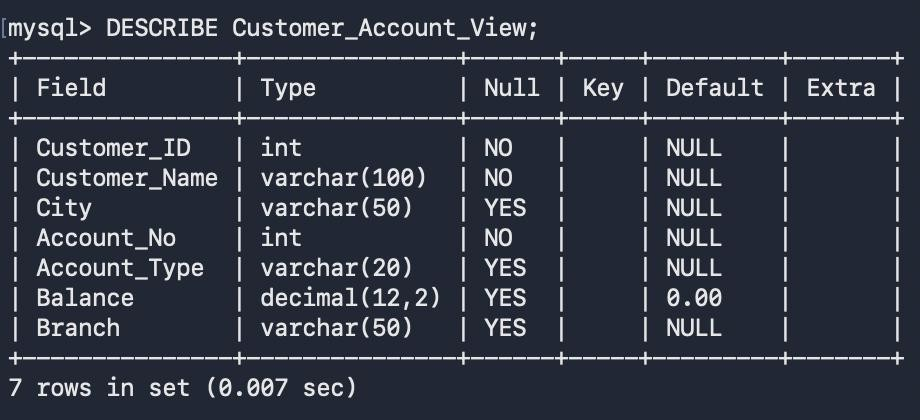 [mysql> DESCRIBE Customer_Account_View;
+---------------+---------------+------+-----+---------+-------+
| Field         | Type          | Null | Key | Default | Extra |
+---------------+---------------+------+-----+---------+-------+
| Customer_ID   | int           | NO   |     | NULL    |       |
| Customer_Name | varchar(100)  | NO   |     | NULL    |       |
| City          | varchar(50)   | YES  |     | NULL    |       |
| Account_No    | int           | NO   |     | NULL    |       |
| Account_Type  | varchar(20)   | YES  |     | NULL    |       |
| Balance       | decimal(12,2) | YES  |     | 0.00    |       |
| Branch        | varchar(50)   | YES  |     | NULL    |       |
+---------------+---------------+------+-----+---------+-------+
7 rows in set (0.007 sec)